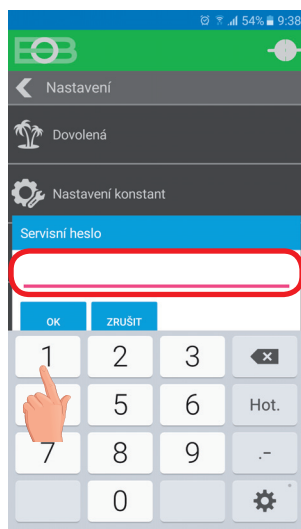 54% 9:38
EOB
Nastavení
Dovolená
Nastavení konstant
Servisní heslo
OK ZRUŠIT
1 2 3
5 6 Hot.
7 8 9 .-
0